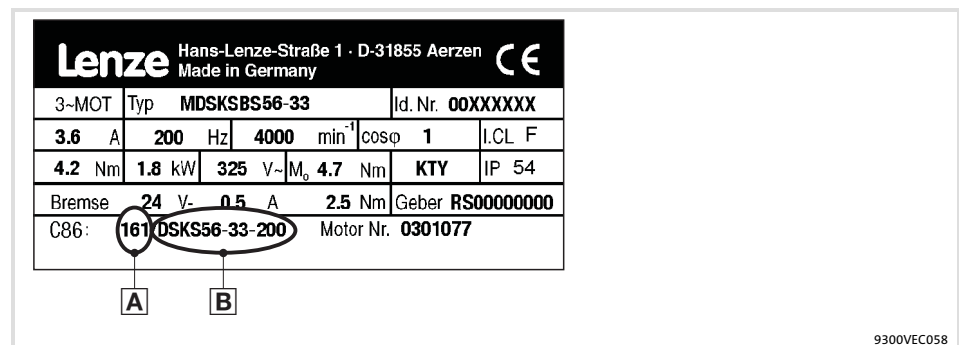 Lenze Hans-Lenze-Straße 1 · D-31855 Aerzen CE
Made in Germany
3~MOT Typ MDSKSBS56-33 Id. Nr. 00XXXXXX
3.6 A 200 Hz 4000 min⁻¹ cosφ 1 I.CL F
4.2 Nm 1.8 kW 325 V~ M₀ 4.7 Nm KTY IP 54
Bremse 24 V- 0.5 A 2.5 Nm Geber RS00000000
C86: 161 DSKS56-33-200 Motor Nr. 0301077
A B
9300VEC058